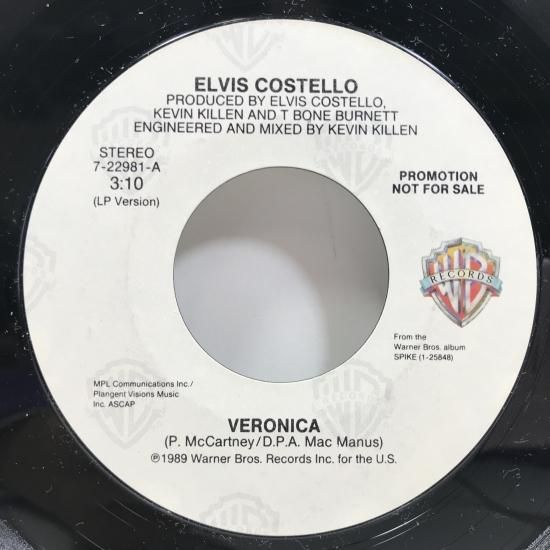 ELVIS COSTELLO
PRODUCED BY ELVIS COSTELLO,
KEVIN KILLEN AND T BONE BURNETT
ENGINEERED AND MIXED BY KEVIN KILLEN
STEREO
7-22981-A
3:10
(LP Version)
PROMOTION
NOT FOR SALE
WB
RECORDS
From the
Warner Bros. album
SPIKE (1-25848)
MPL Communications Inc./
Plangent Visions Music
Inc. ASCAP
VERONICA
(P. McCartney/D.P.A. Mac Manus)
℗1989 Warner Bros. Records Inc. for the U.S.